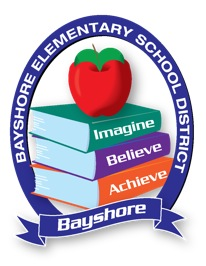 BAYSHORE ELEMENTARY SCHOOL DISTRICT
Imagine
Believe
Achieve
Bayshore